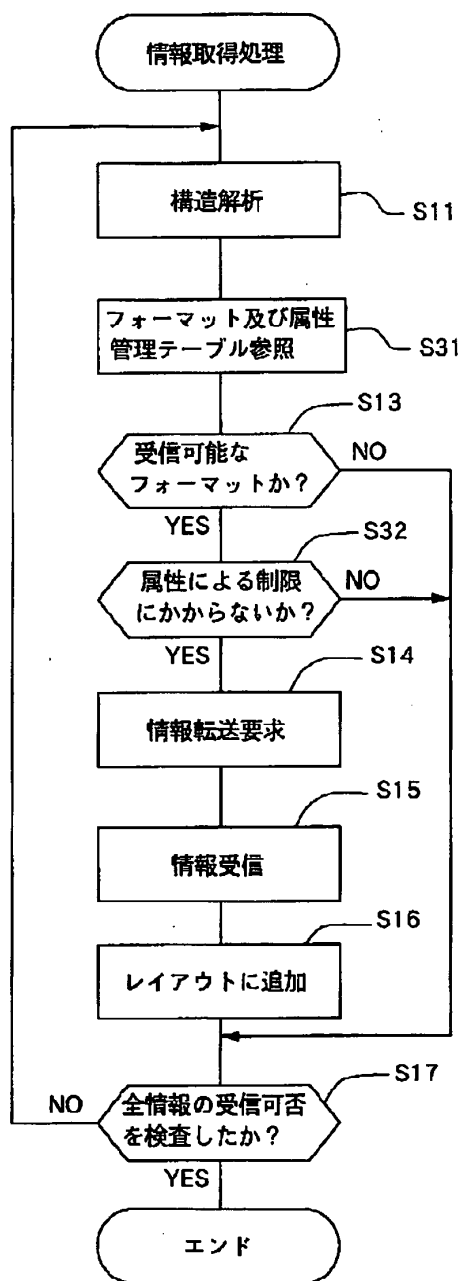 情報取得処理
構造解析
S11
フォーマット及び属性
管理テーブル参照
S31
S13
受信可能な
フォーマットか？
NO
YES
S32
属性による制限
にかからないか？
NO
YES
S14
情報転送要求
S15
情報受信
S16
レイアウトに追加
S17
NO
全情報の受信可否
を検査したか？
YES
エンド